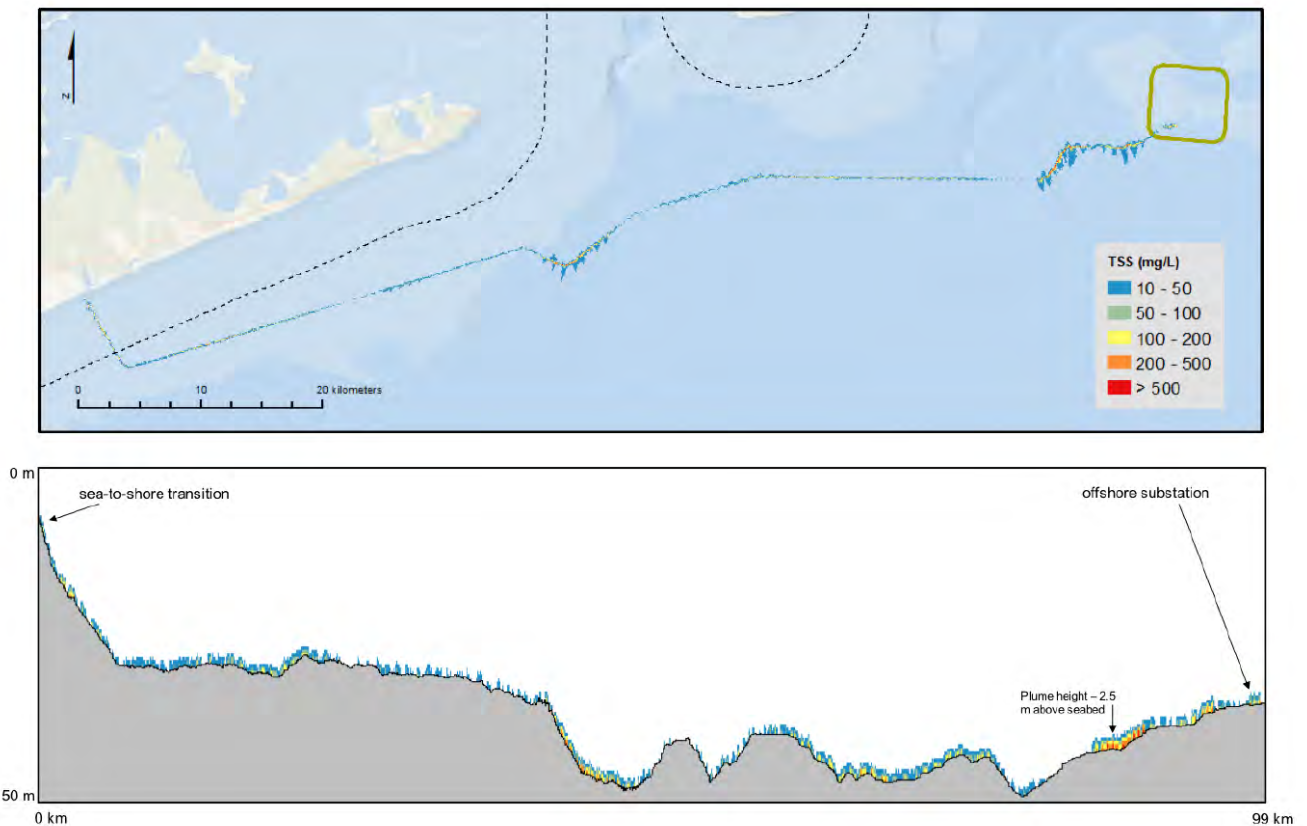 N
TSS (mg/L)
10 - 50
50 - 100
100 - 200
200 - 500
> 500
0 10 20 kilometers
0 m
sea-to-shore transition
offshore substation
Plume height – 2.5
m above seabed
50 m
0 km
99 km